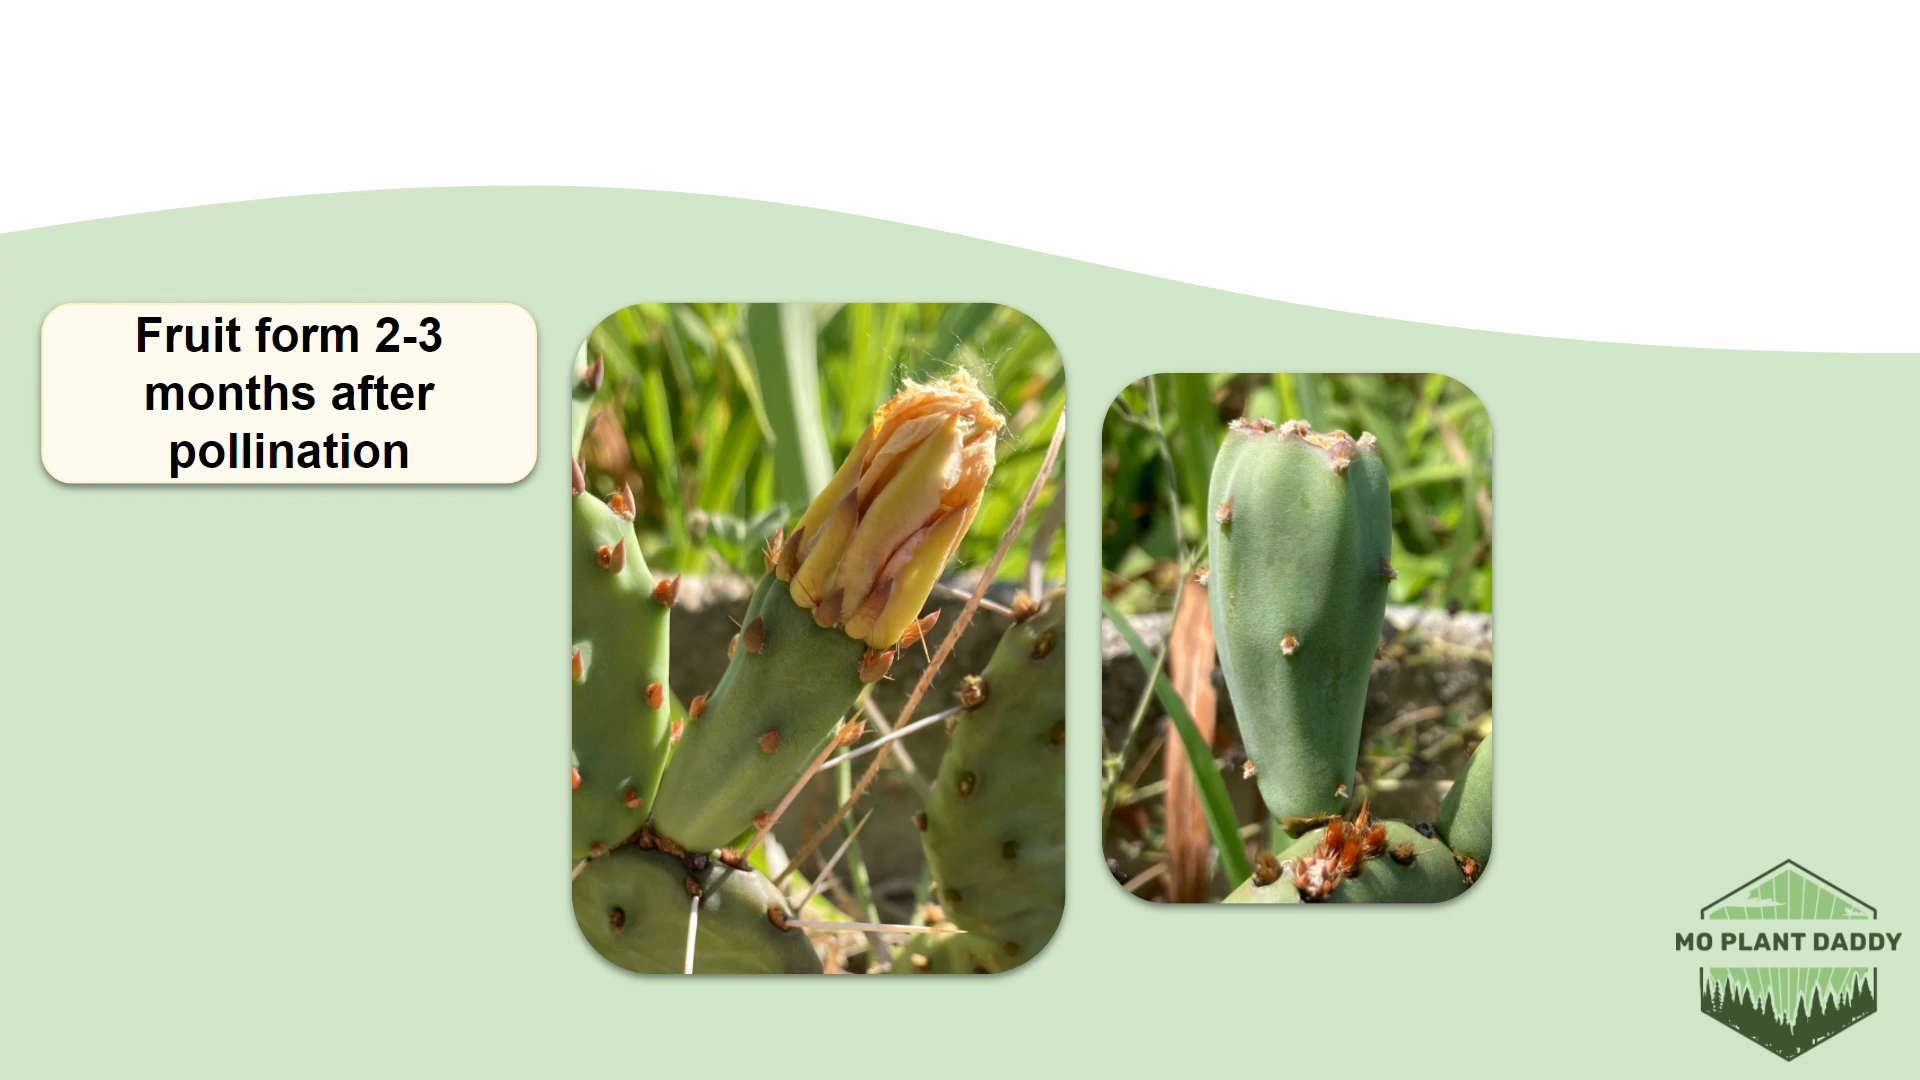 Fruit form 2-3
months after
pollination
MO PLANT DADDY